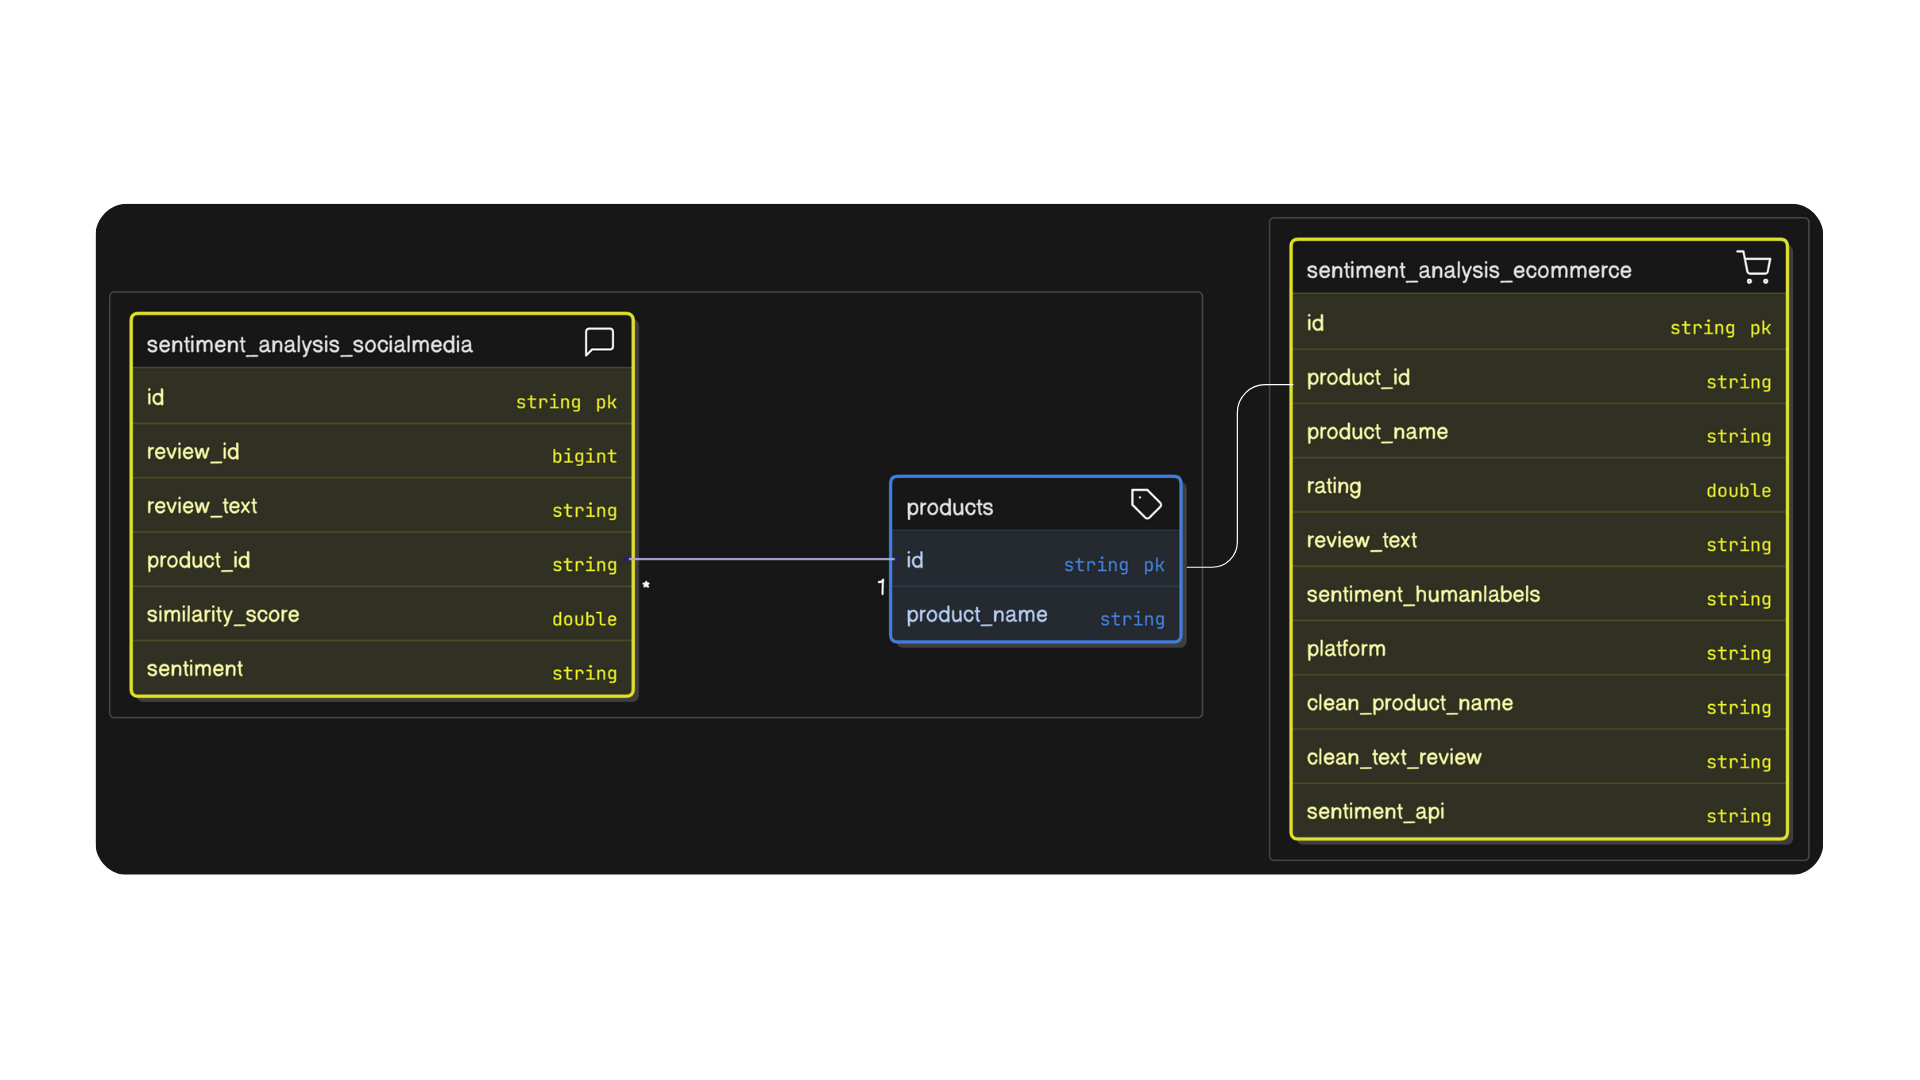 sentiment_analysis_socialmedia
id string pk
review_id bigint
review_text string
product_id string
similarity_score double
sentiment string
* 1
products
id string pk
product_name string
sentiment_analysis_ecommerce
id string pk
product_id string
product_name string
rating double
review_text string
sentiment_humanlabels string
platform string
clean_product_name string
clean_text_review string
sentiment_api string